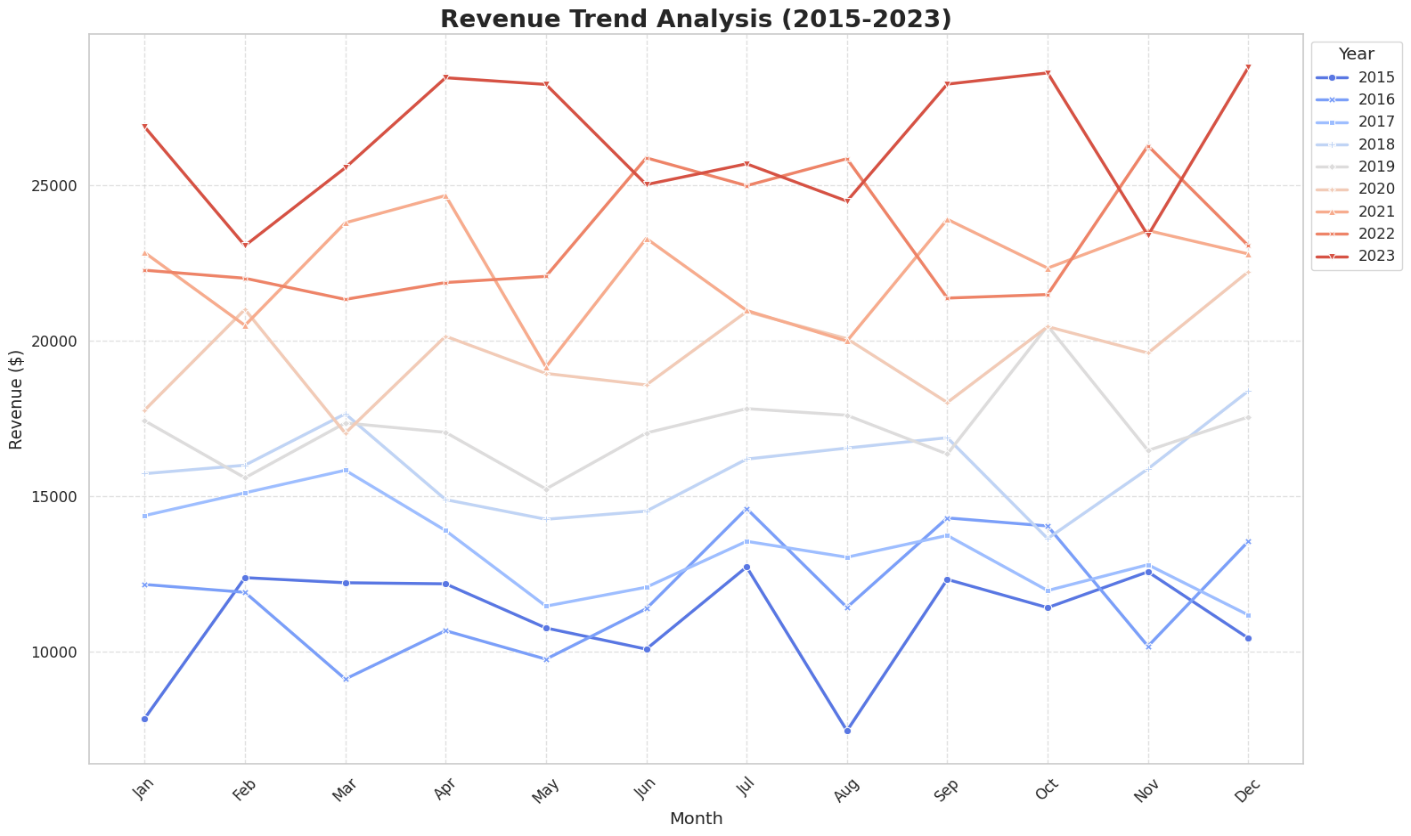 Revenue Trend Analysis (2015-2023)
Year
2015
2016
2017
2018
2019
2020
2021
2022
2023
Revenue ($)
25000
20000
15000
10000
Jan
Feb
Mar
Apr
May
Jun
Jul
Aug
Sep
Oct
Nov
Dec
Month